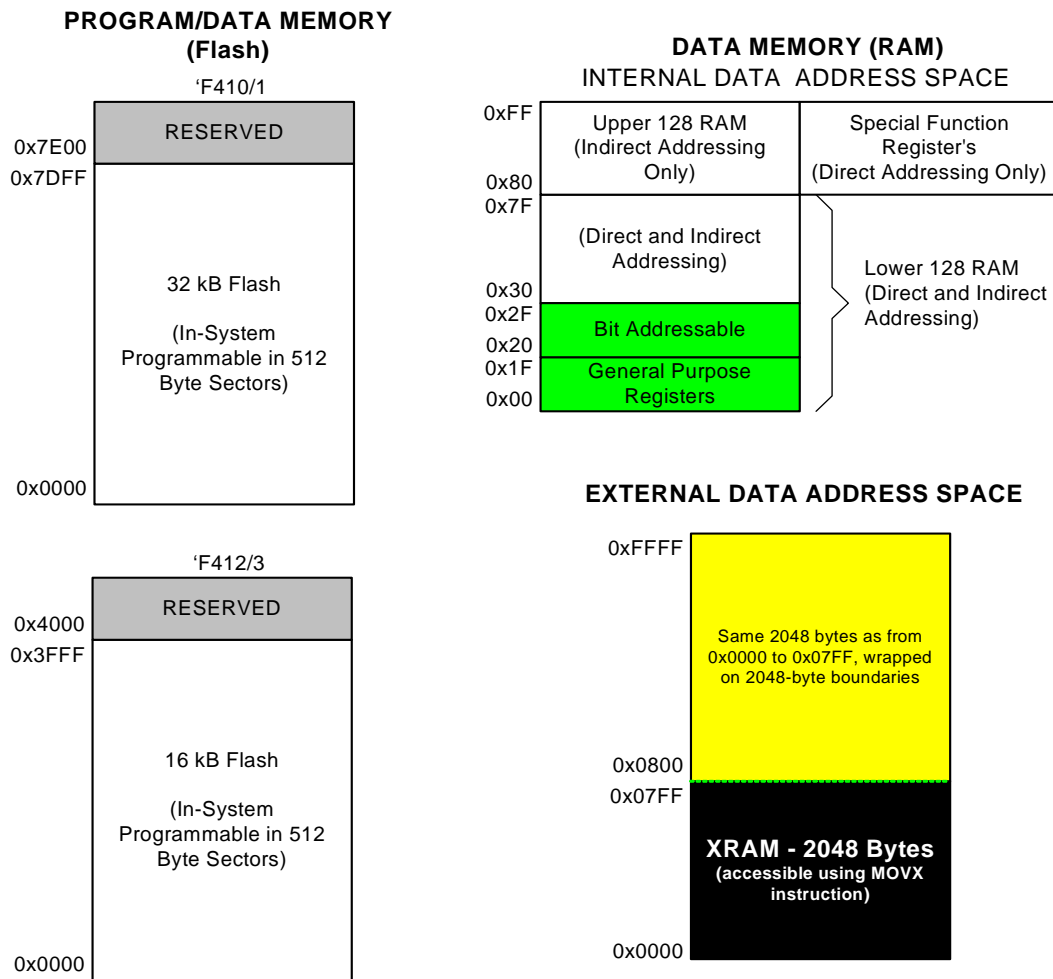 PROGRAM/DATA MEMORY
(Flash)
‘F410/1
RESERVED
0x7E00
0x7DFF
32 kB Flash
(In-System
Programmable in 512
Byte Sectors)
0x0000
‘F412/3
RESERVED
0x4000
0x3FFF
16 kB Flash
(In-System
Programmable in 512
Byte Sectors)
0x0000
DATA MEMORY (RAM)
INTERNAL DATA ADDRESS SPACE
0xFF
Upper 128 RAM
(Indirect Addressing
Only)
Special Function
Register's
(Direct Addressing Only)
0x80
0x7F
(Direct and Indirect
Addressing)
Lower 128 RAM
(Direct and Indirect
Addressing)
0x30
0x2F
Bit Addressable
0x20
0x1F
General Purpose
Registers
0x00
EXTERNAL DATA ADDRESS SPACE
0xFFFF
Same 2048 bytes as from
0x0000 to 0x07FF, wrapped
on 2048-byte boundaries
0x0800
0x07FF
XRAM - 2048 Bytes
(accessible using MOVX
instruction)
0x0000